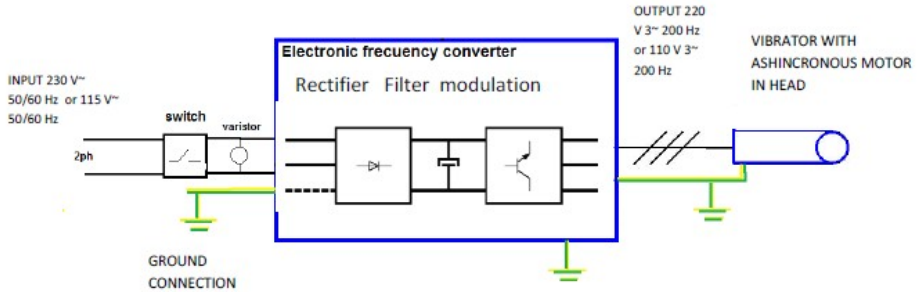 INPUT 230 V~
50/60 Hz or 115 V~
50/60 Hz
2ph
switch
varistor
GROUND
CONNECTION
Electronic frecuency converter
Rectifier Filter modulation
OUTPUT 220
V 3~ 200 Hz
or 110 V 3~
200 Hz
VIBRATOR WITH
ASHINCRONOUS MOTOR
IN HEAD